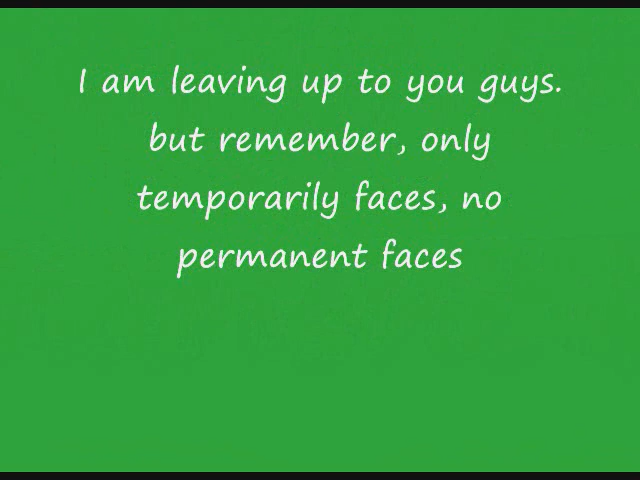 I am leaving up to you guys.
but remember, only
temporarily faces, no
permanent faces